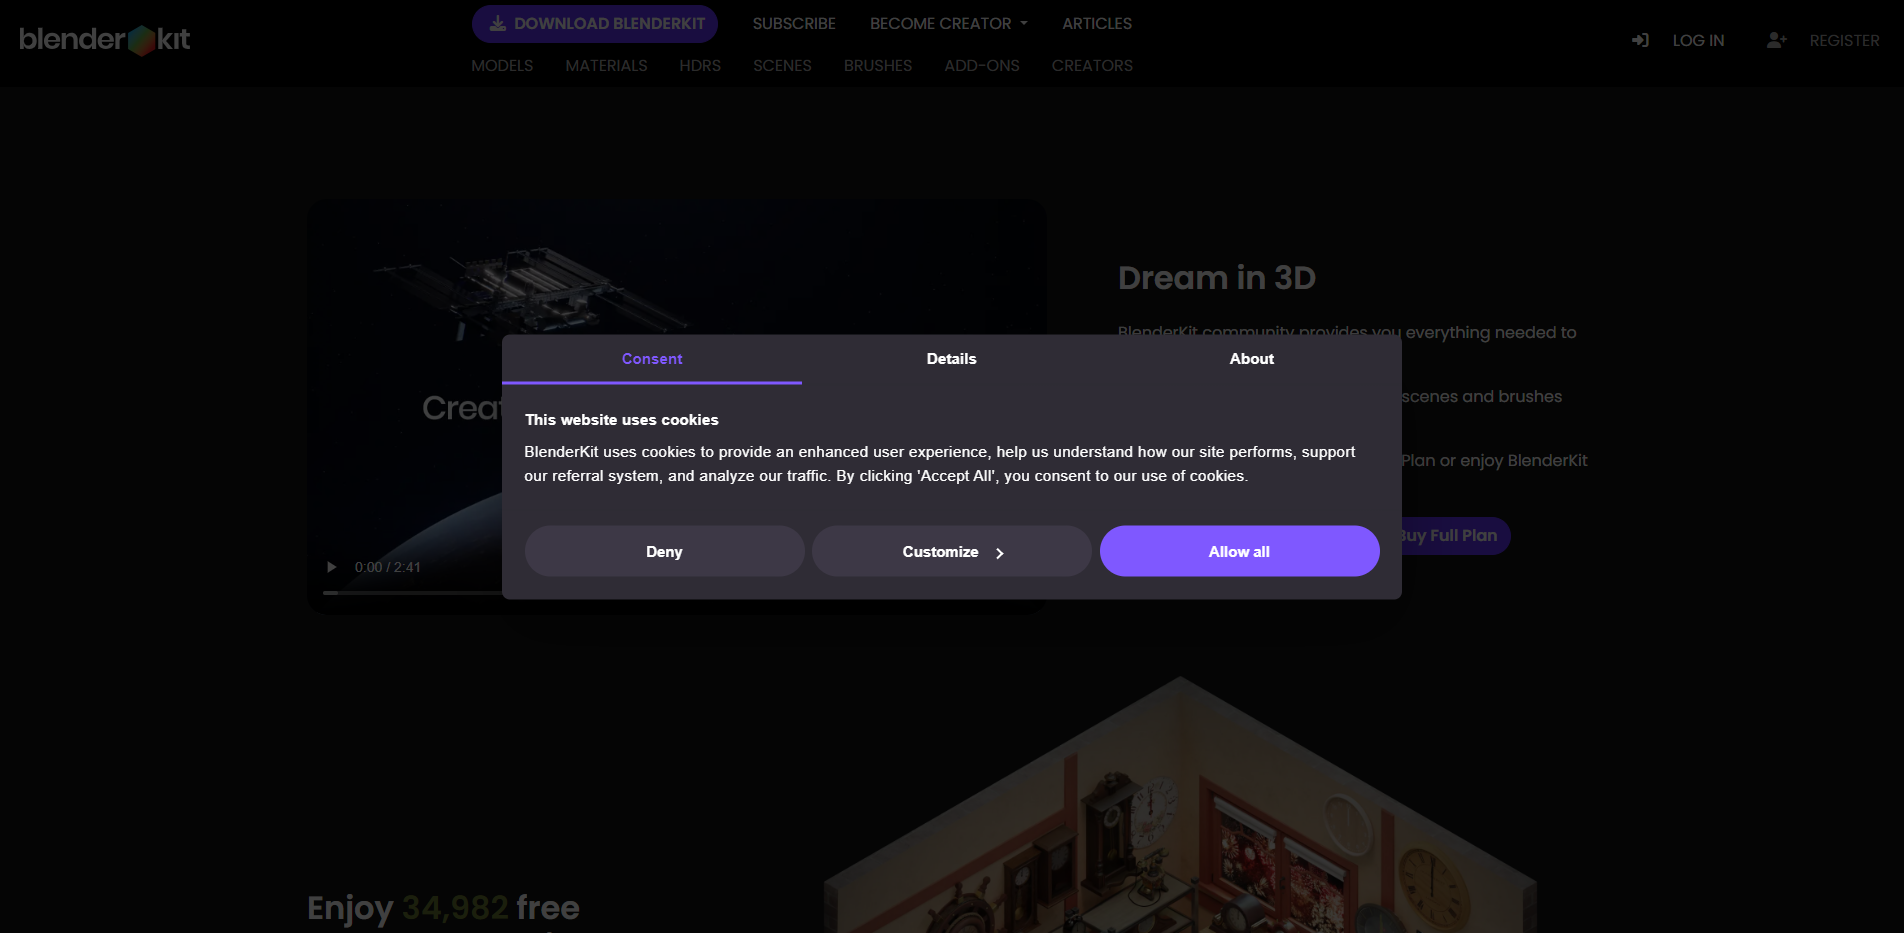 blenderkit
DOWNLOAD BLENDERKIT
SUBSCRIBE
BECOME CREATOR
ARTICLES
MODELS
MATERIALS
HDRS
SCENES
BRUSHES
ADD-ONS
CREATORS
LOG IN
REGISTER
Dream in 3D
BlenderKit community provides you everything needed to
scenes and brushes
Plan or enjoy BlenderKit
Buy Full Plan
0:00 / 2:41
Consent
Details
About
This website uses cookies
BlenderKit uses cookies to provide an enhanced user experience, help us understand how our site performs, support
our referral system, and analyze our traffic. By clicking 'Accept All', you consent to our use of cookies.
Deny
Customize
Allow all
Enjoy 34,982 free